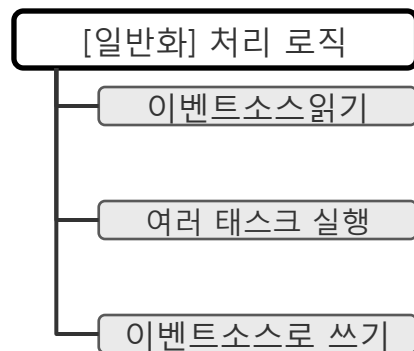 [일반화] 처리 로직
이벤트소스읽기
여러 태스크 실행
이벤트소스로 쓰기